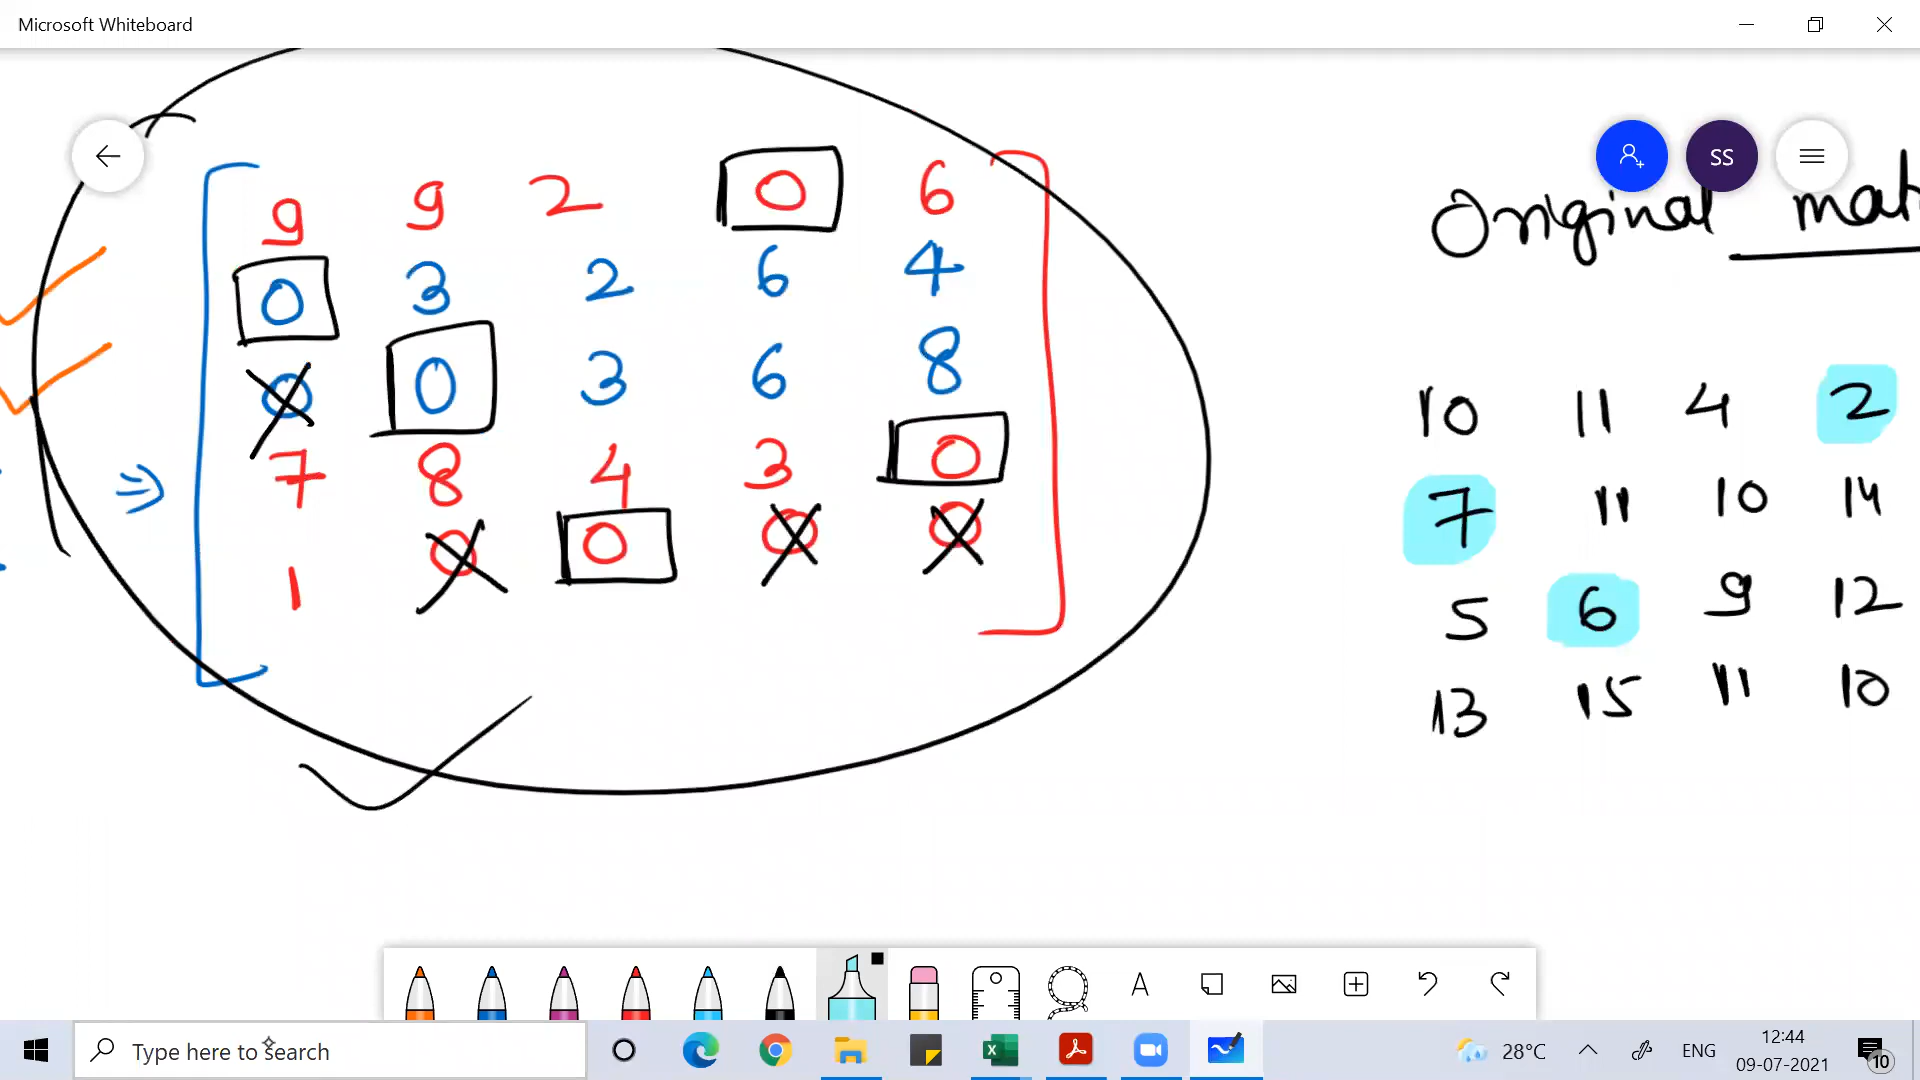 Microsoft Whiteboard
SS
Original mat
9 9 2 0 6
0 3 2 6 4
0 0 3 6 8
7 8 4 3 0
1 0 0 0 0
10 11 4 2
7 11 10 14
5 6 9 12
13 15 11 10
A
Type here to search
28°C
ENG
12:44
09-07-2021
10